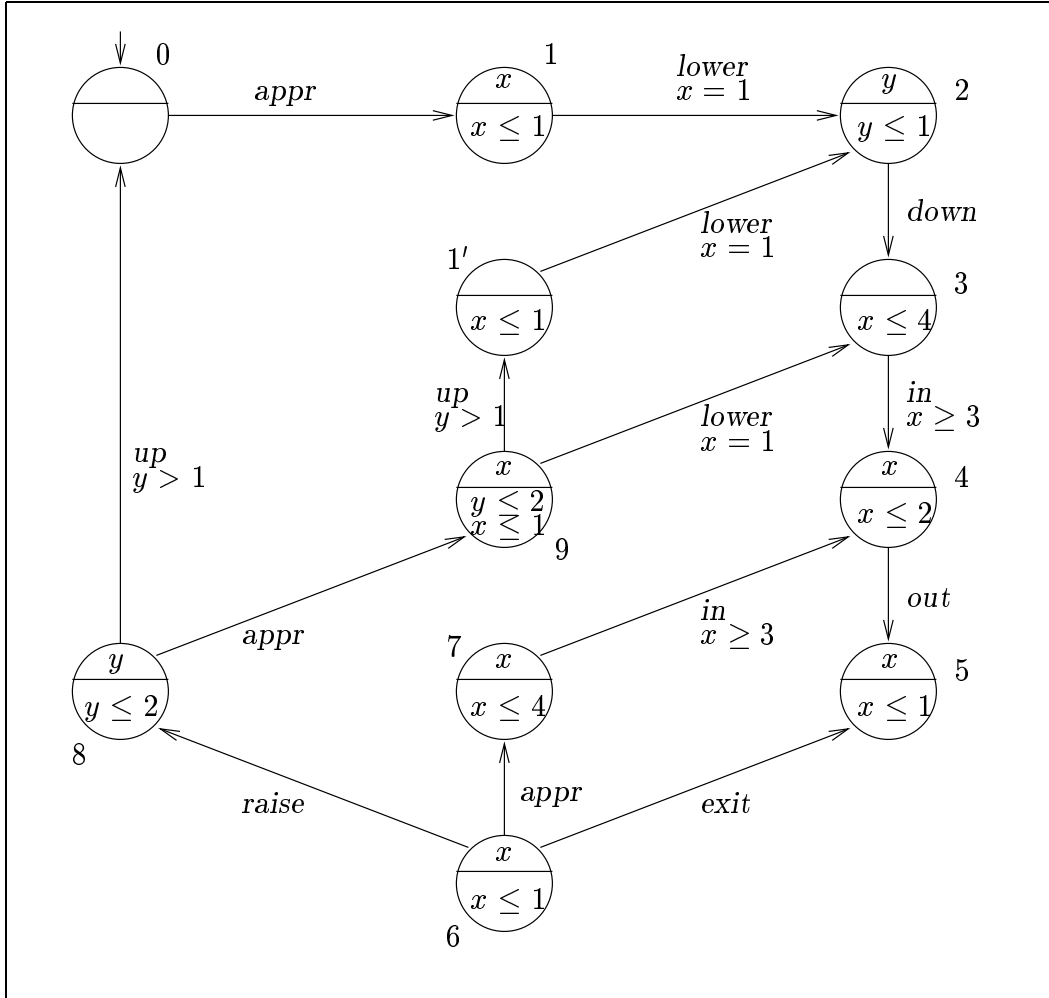 0
1
appr
x
x ≤ 1
lower
x = 1
y
y ≤ 1
2
down
lower
x = 1
1′
x ≤ 1
3
x ≤ 4
up
y > 1
in
x ≥ 3
lower
x = 1
up
y > 1
x
y ≤ 2
x ≤ 1
9
x
x ≤ 2
4
appr
out
in
x ≥ 3
y
y ≤ 2
8
7
x
x ≤ 4
x
x ≤ 1
5
raise
appr
exit
x
x ≤ 1
6